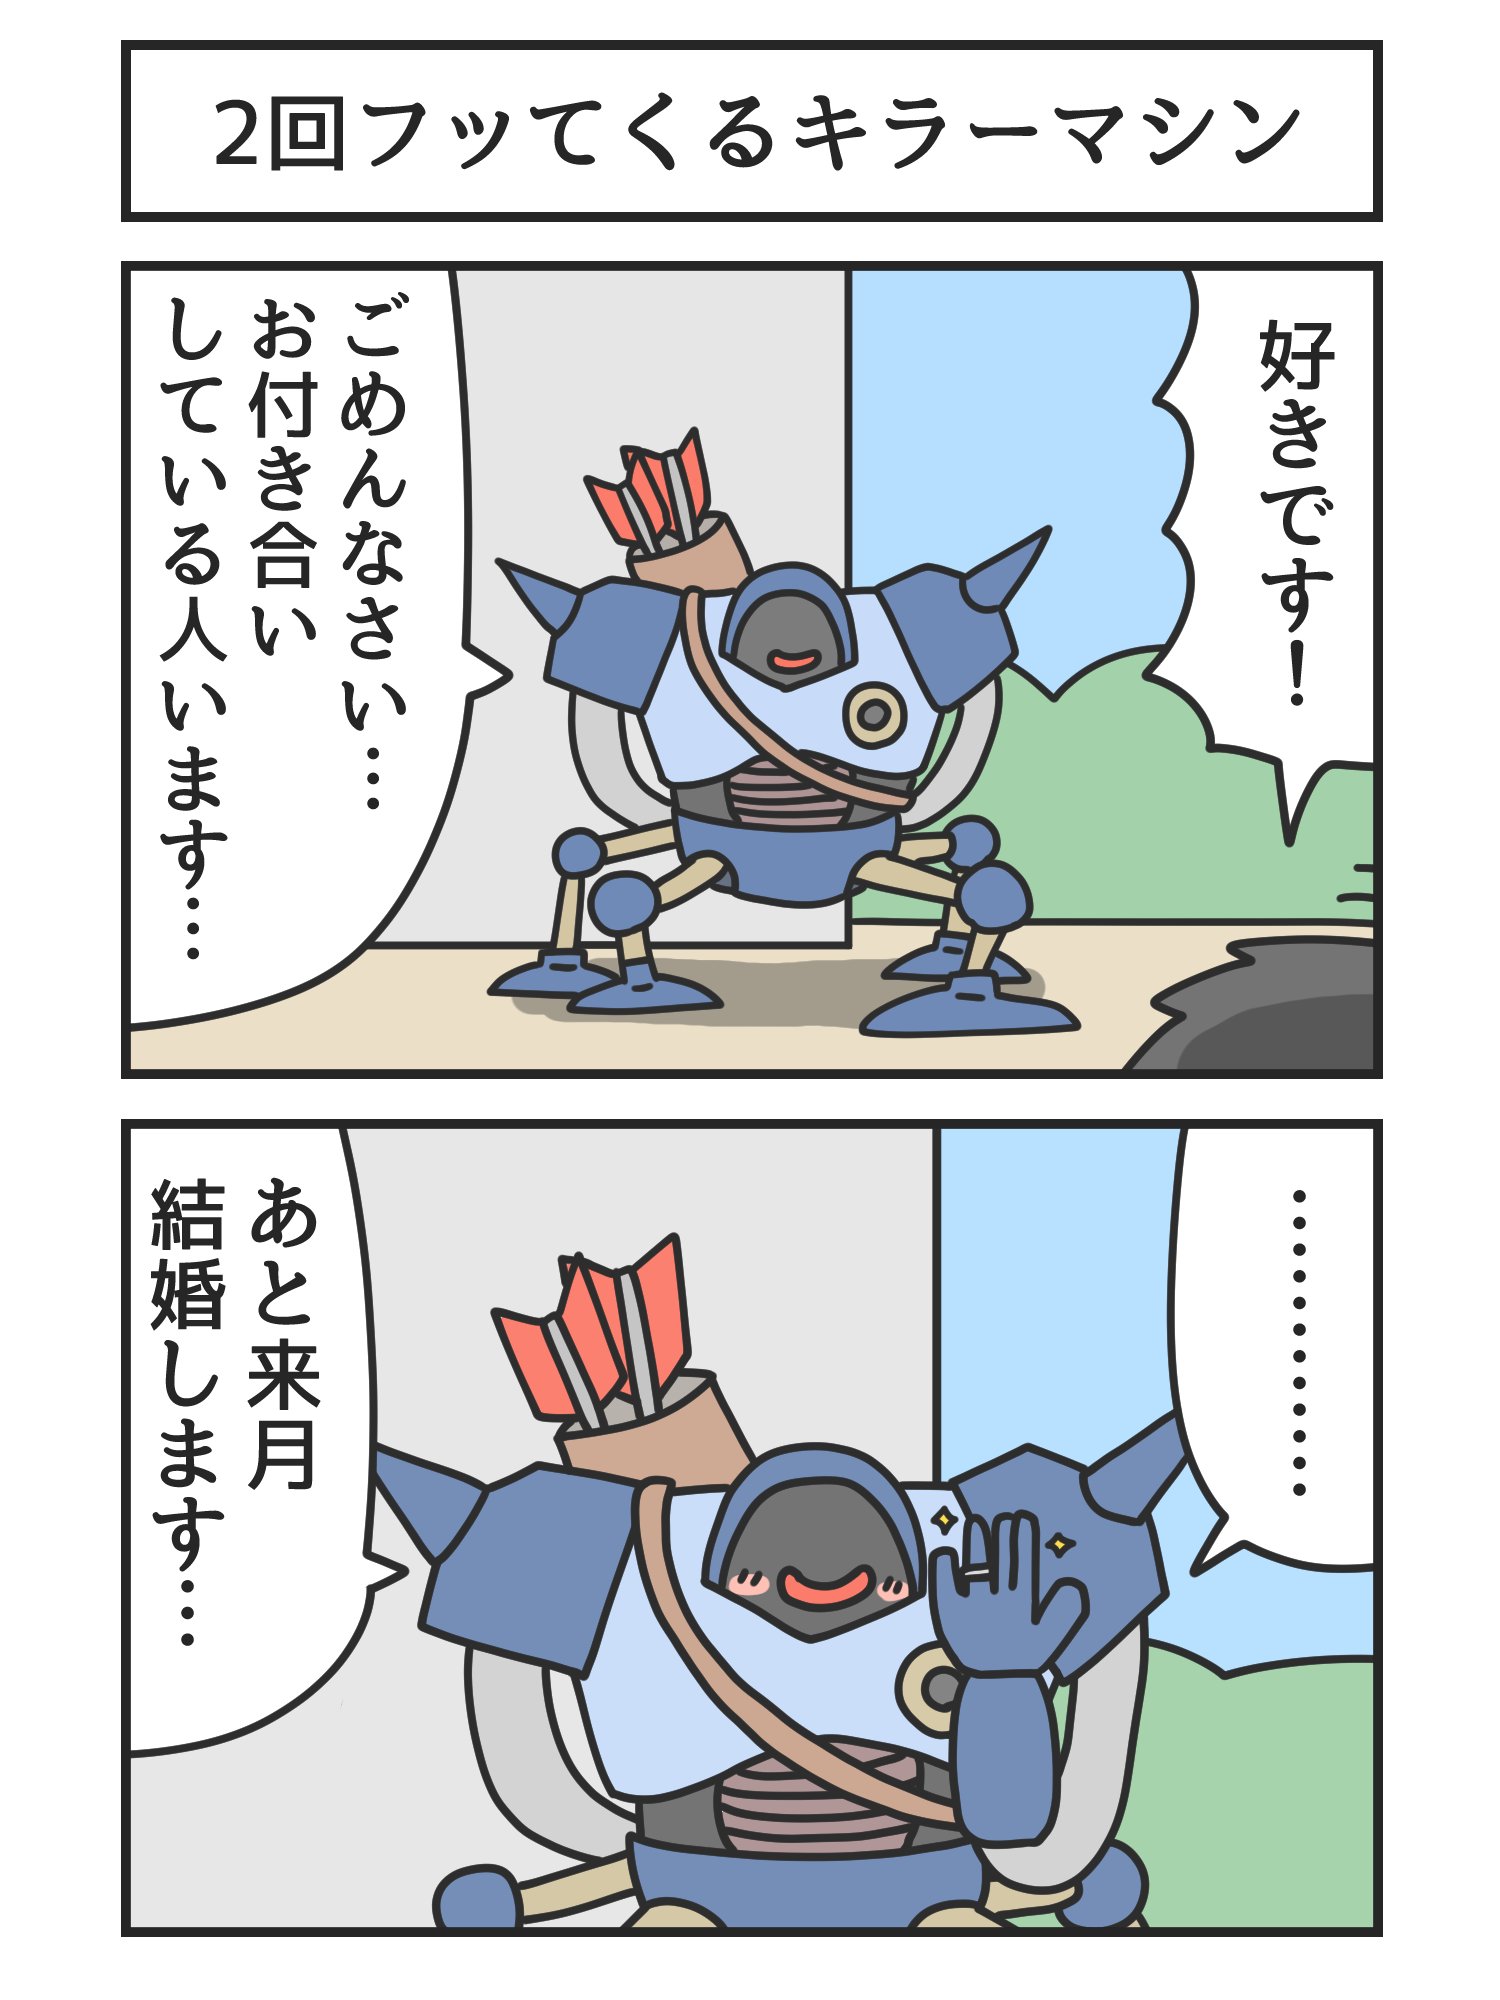 2回フッてくるキラーマシン
好きです！
ごめんなさい…
お付き合い
している人います…
…………
あと来月
結婚します…